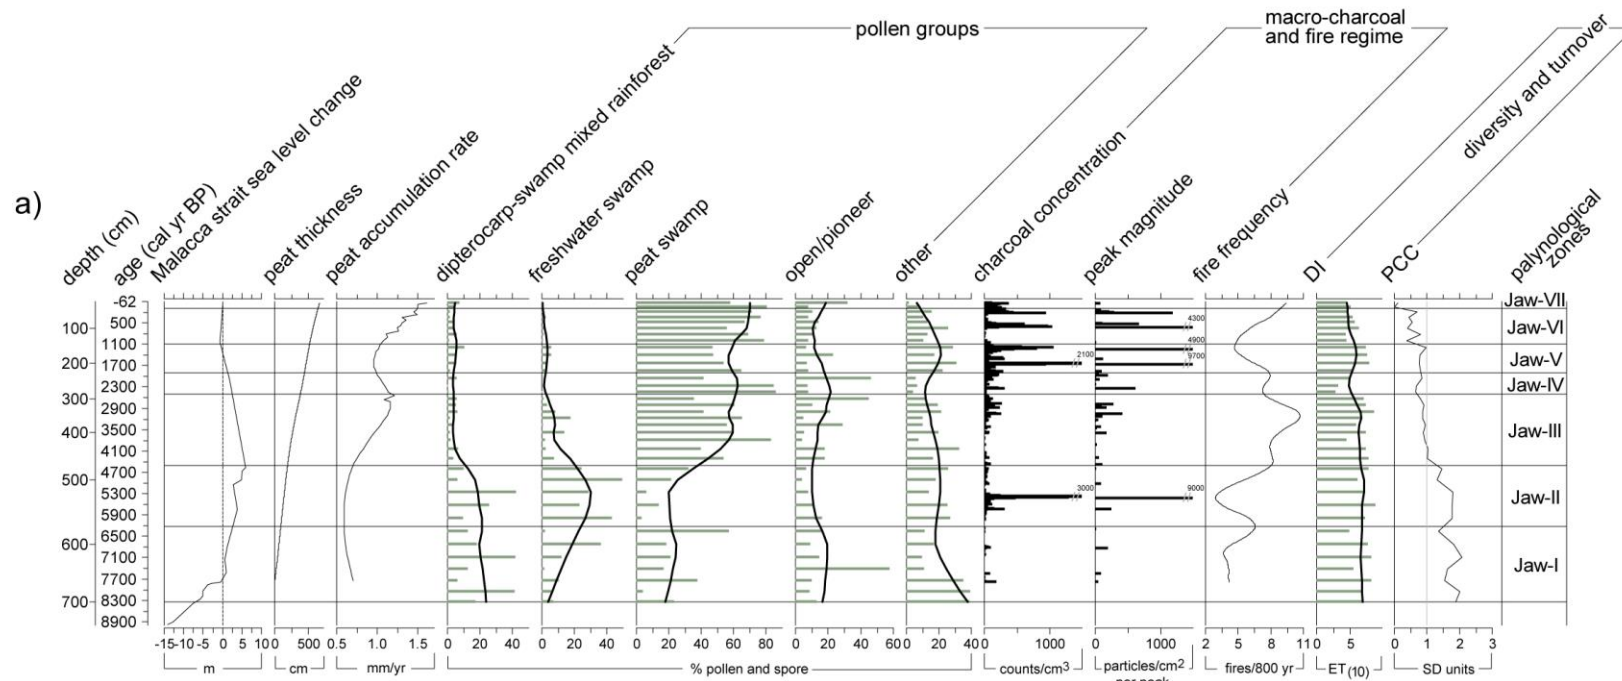 a)
pollen groups
macro-charcoal
and fire regime
diversity and turnover
depth (cm)
age (cal yr BP)
Malacca strait sea level change
peat thickness
peat accumulation rate
dipterocarp-swamp mixed rainforest
freshwater swamp
peat swamp
open/pioneer
other
charcoal concentration
peak magnitude
fire frequency
DI
PCC
palynological
zones
100
200
300
400
500
600
700
-62
500
1100
1700
2300
2900
3500
4100
4700
5300
5900
6500
7100
7700
8300
8900
2100
3000
4300
4900
9700
9000
Jaw-VII
Jaw-VI
Jaw-V
Jaw-IV
Jaw-III
Jaw-II
Jaw-I
-15 -10 -5 0 5 10
0 500
0.5 1.0 1.5
0 20 40
0 20 40
0 20 40 60 80
0 20 40 60
0 20 40
0 1000
0 1000
2 5 8 11
5
0 1 2 3
m
cm
mm/yr
% pollen and spore
counts/cm3
particles/cm2
per peak
fires/800 yr
ET(10)
SD units